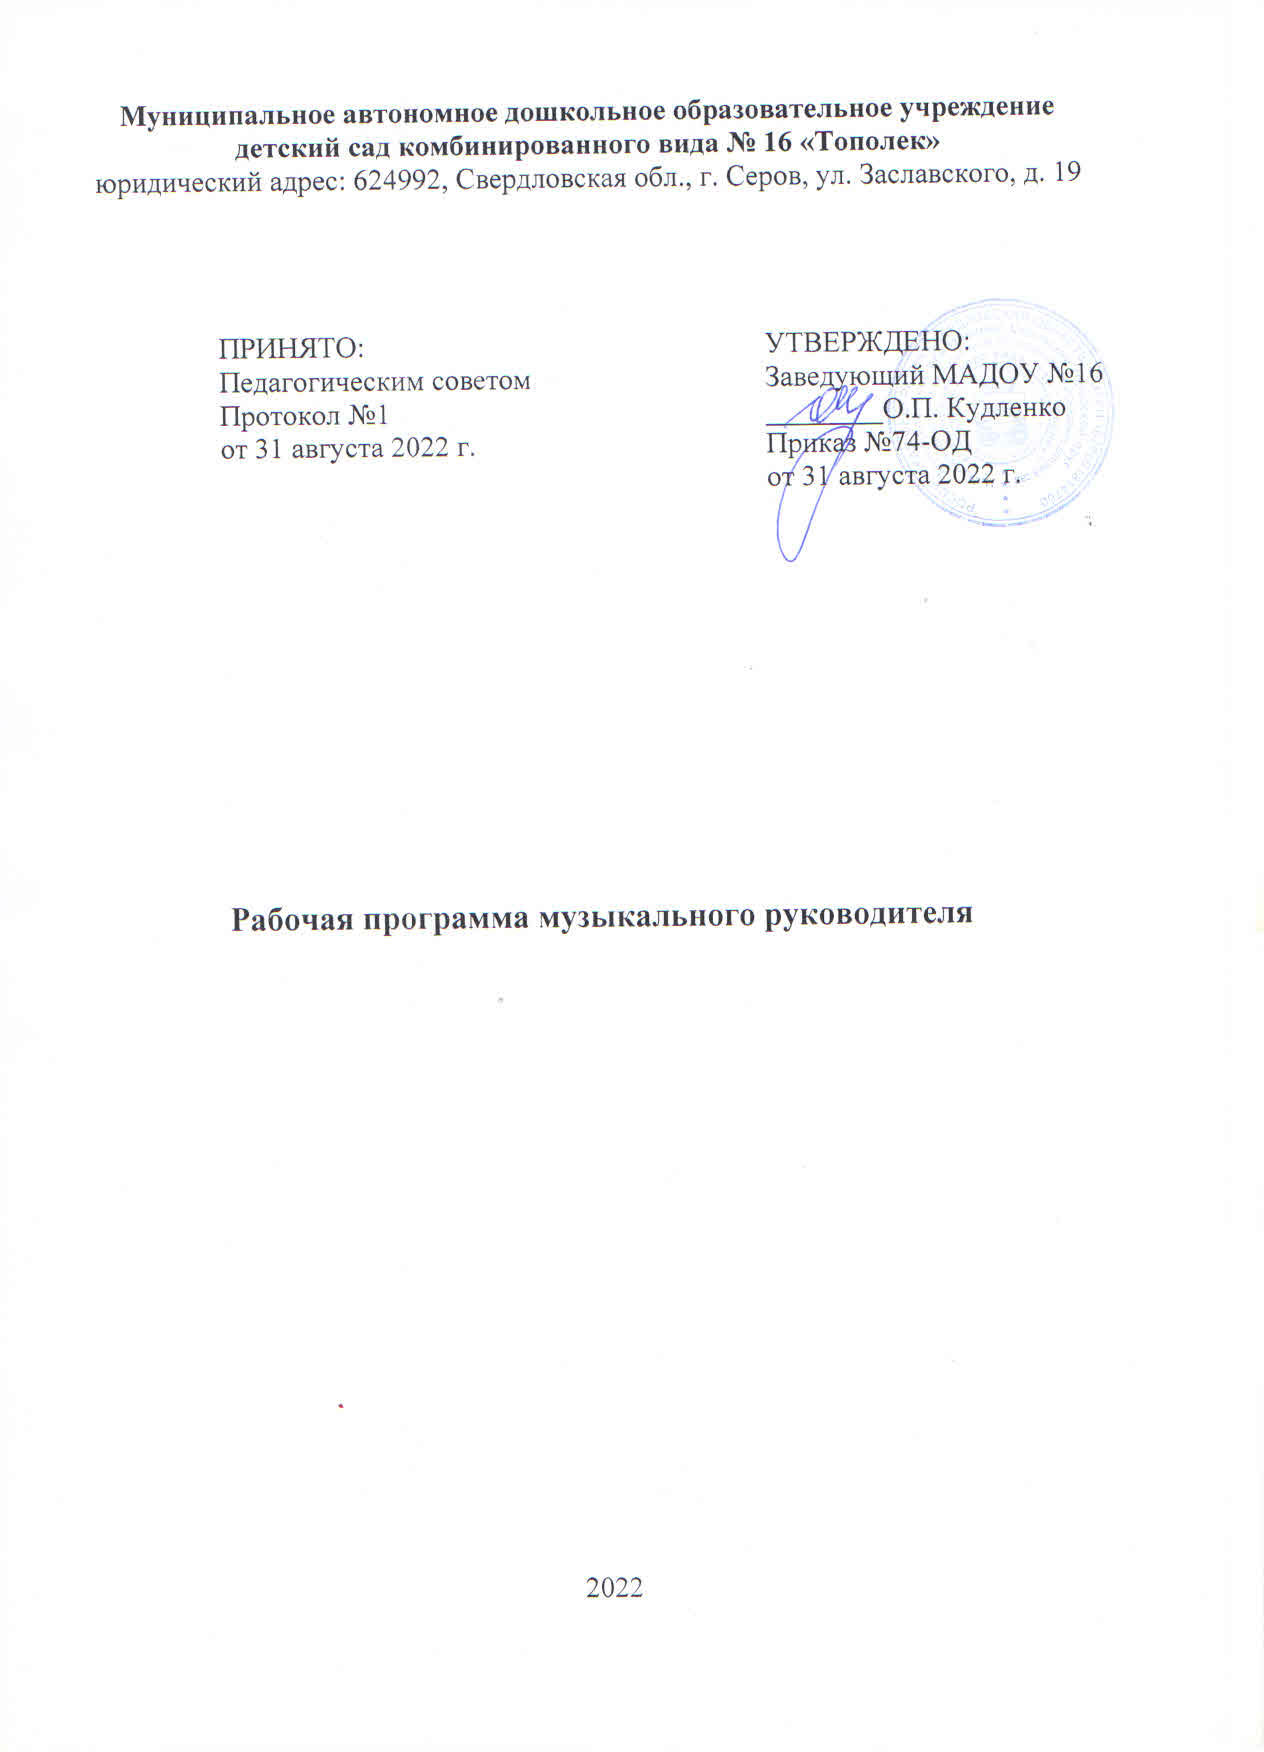 Муниципальное автономное дошкольное образовательное учреждение
детский сад комбинированного вида № 16 «Тополек»
юридический адрес: 624992, Свердловская обл., г. Серов, ул. Заславского, д. 19
ПРИНЯТО:
Педагогическим советом
Протокол №1
от 31 августа 2022 г.
УТВЕРЖДЕНО:
Заведующий МАДОУ №16
________О.П. Кудленко
Приказ №74-ОД
от 31 августа 2022 г.
Рабочая программа музыкального руководителя
2022